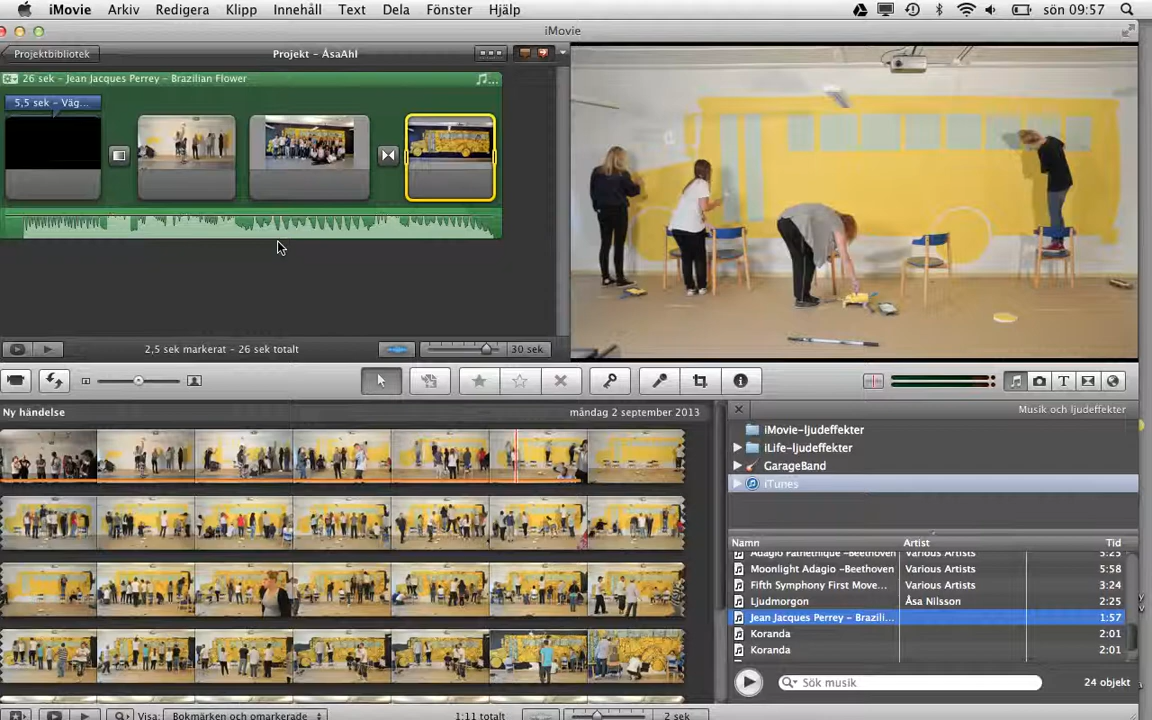 iMovie Arkiv Redigera Klipp Innehåll Text Dela Fönster Hjälp sön 09:57
iMovie
Projektbibliotek Projekt - ÅsaAhl
26 sek - Jean Jacques Perrey - Brazilian Flower
5,5 sek - Väg...
2,5 sek markerat - 26 sek totalt 30 sek
Ny händelse måndag 2 september 2013
Musik och ljudeffekter
iMovie-ljudeffekter
iLife-ljudeffekter
GarageBand
iTunes
Namn Artist Tid
Adagio Pathethique -Beethoven Various Artists 5:25
Moonlight Adagio -Beethoven Various Artists 5:58
Fifth Symphony First Move... Various Artists 3:24
Ljudmorgon Åsa Nilsson 2:25
Jean Jacques Perrey - Brazili... 1:57
Koranda 2:01
Koranda 2:01
Sök musik 24 objekt
Visa: Bokmärken och omarkerade 1:11 totalt 2 sek